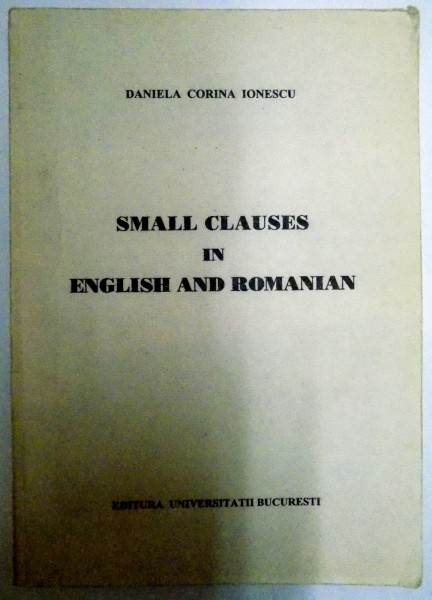 DANIELA CORINA IONESCU
SMALL CLAUSES
IN
ENGLISH AND ROMANIAN
EDITURA UNIVERSITATII BUCURESTI